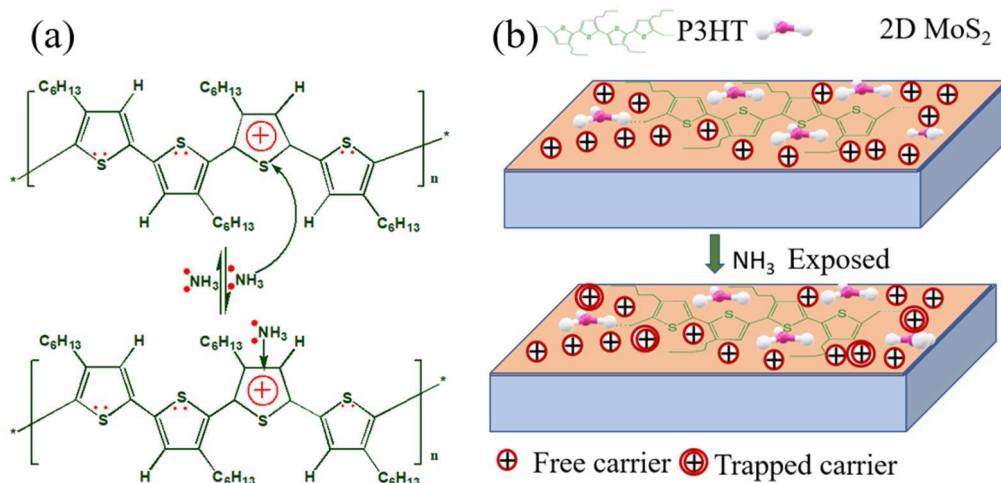 (a)
C6H13 H C6H13 H
S S S S
* * n
H C6H13 H C6H13
NH3 NH3
NH3
C6H13 C6H13 H
S S S S
* * n
H C6H13 H C6H13
(b) P3HT 2D MoS2
S S S S
NH3 Exposed
S S S S
Free carrier Trapped carrier